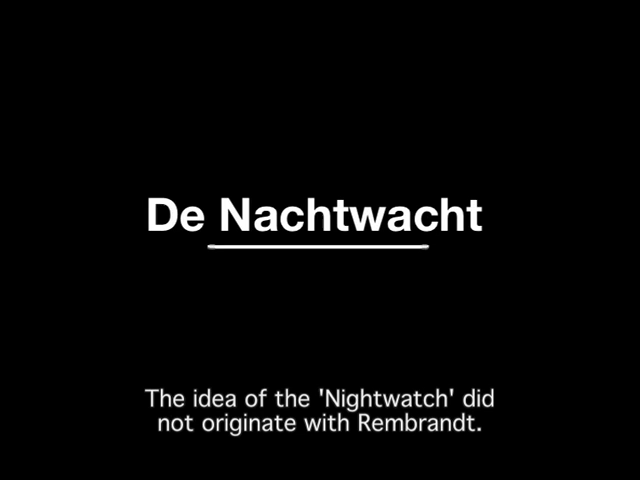 De Nachtwacht
The idea of the 'Nightwatch' did
not originate with Rembrandt.